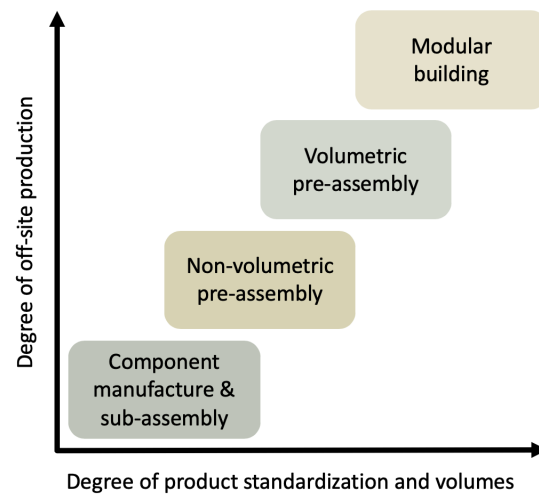 Modular
building
Volumetric
pre-assembly
Non-volumetric
pre-assembly
Component
manufacture &
sub-assembly
Degree of off-site production
Degree of product standardization and volumes